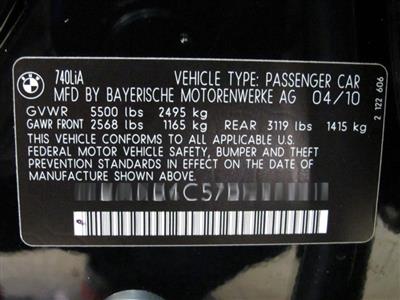 BMW
740LiA VEHICLE TYPE: PASSENGER CAR
MFD BY BAYERISCHE MOTORENWERKE AG 04/10
GVWR 5500 lbs 2495 kg
GAWR FRONT 2568 lbs 1165 kg REAR 3119 lbs 1415 kg
THIS VEHICLE CONFORMS TO ALL APPLICABLE U.S.
FEDERAL MOTOR VEHICLE SAFETY, BUMPER AND THEFT
PREVENTION STANDARDS IN EFFECT ON THE DATE OF
MANUFACTURE SHOWN ABOVE.
4C57
2 122 606